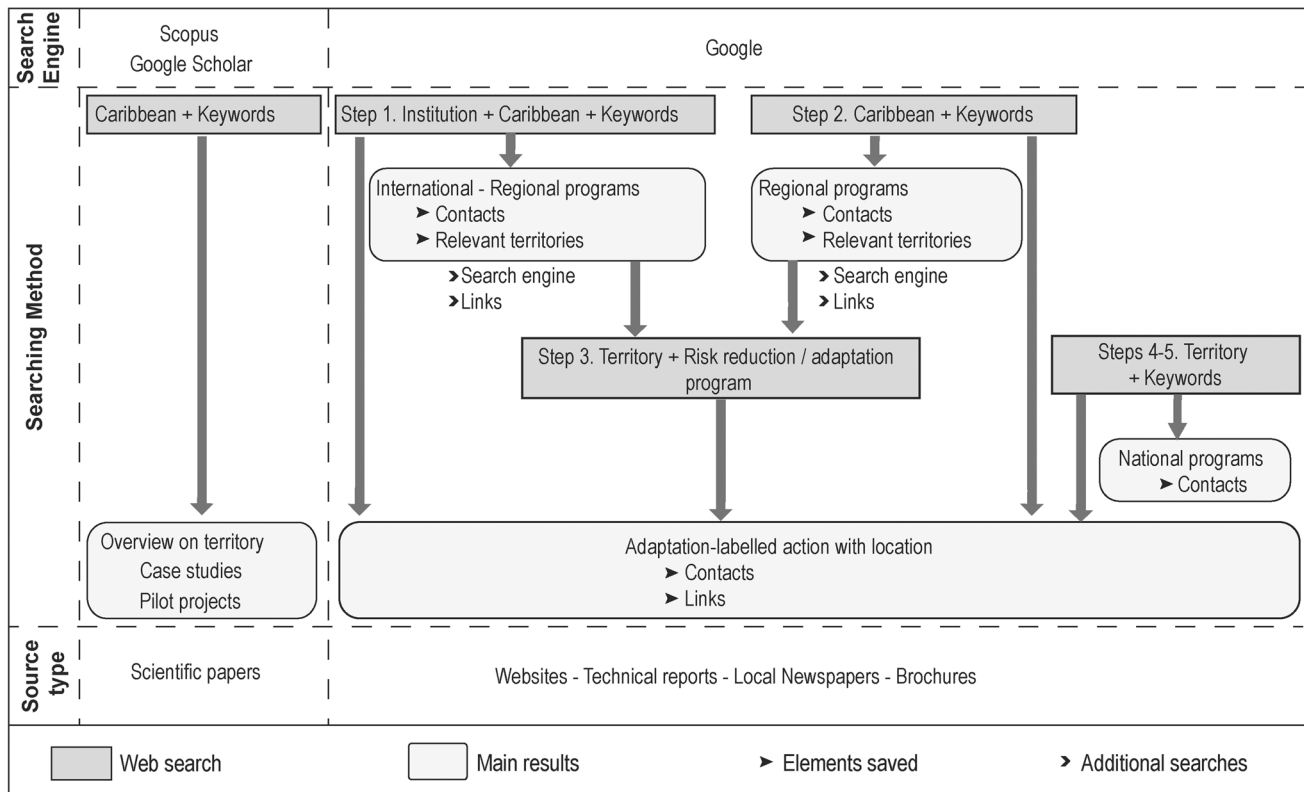 Search
Engine
Scopus
Google Scholar
Google
Searching Method
Caribbean + Keywords
Step 1. Institution + Caribbean + Keywords
Step 2. Caribbean + Keywords
International - Regional programs
Contacts
Relevant territories
Regional programs
Contacts
Relevant territories
Search engine
Links
Search engine
Links
Step 3. Territory + Risk reduction / adaptation
program
Steps 4-5. Territory
+ Keywords
National programs
Contacts
Overview on territory
Case studies
Pilot projects
Adaptation-labelled action with location
Contacts
Links
Source
type
Scientific papers
Websites - Technical reports - Local Newspapers - Brochures
Web search
Main results
Elements saved
Additional searches